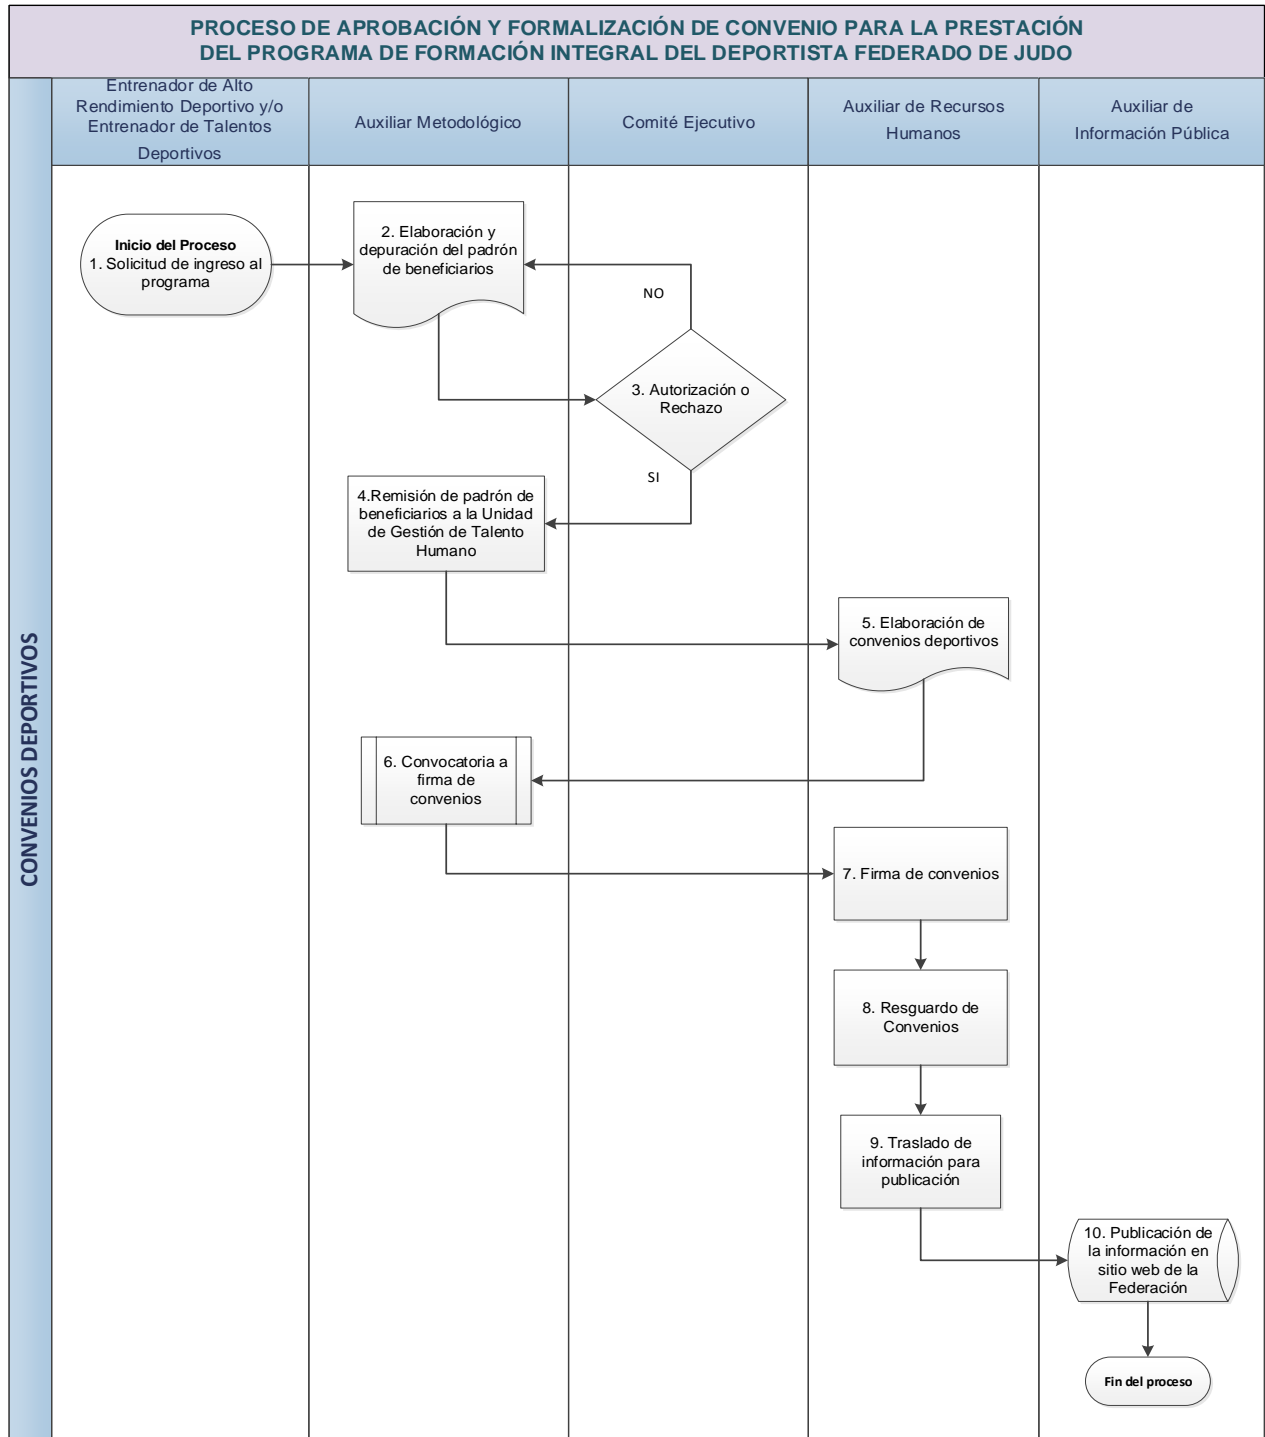 PROCESO DE APROBACIÓN Y FORMALIZACIÓN DE CONVENIO PARA LA PRESTACIÓN
DEL PROGRAMA DE FORMACIÓN INTEGRAL DEL DEPORTISTA FEDERADO DE JUDO
Entrenador de Alto
Rendimiento Deportivo y/o
Entrenador de Talentos
Deportivos
Auxiliar Metodológico
Comité Ejecutivo
Auxiliar de Recursos
Humanos
Auxiliar de
Información Pública
CONVENIOS DEPORTIVOS
Inicio del Proceso
1. Solicitud de ingreso al
programa
2. Elaboración y
depuración del padrón
de beneficiarios
NO
3. Autorización o
Rechazo
SI
4.Remisión de padrón de
beneficiarios a la Unidad
de Gestión de Talento
Humano
5. Elaboración de
convenios deportivos
6. Convocatoria a
firma de
convenios
7. Firma de convenios
8. Resguardo de
Convenios
9. Traslado de
información para
publicación
10. Publicación de
la información en
sitio web de la
Federación
Fin del proceso